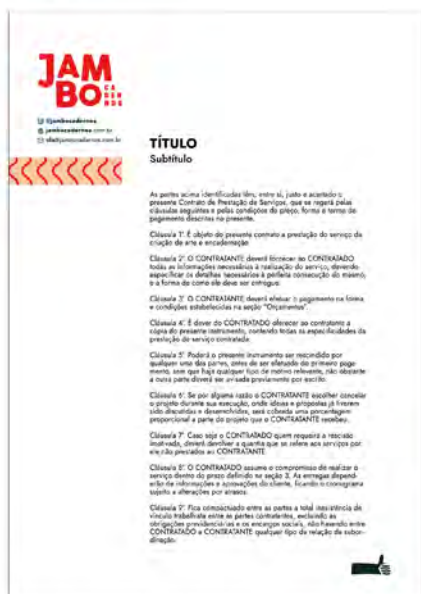 JAM
BO
CA
DER
NOS
@jambocadernos
jambocadernos.com.br
ola@jambocadernos.com.br
TÍTULO
Subtítulo
As partes acima identificadas têm, entre si, justo e acertado o
presente Contrato de Prestação de Serviços, que se regerá pelas
cláusulas seguintes e pelas condições do preço, forma e termo de
pagamento descritas no presente.
Cláusula 1ª. É objeto do presente contrato a prestação do serviço de
criação de arte e encadernação
Cláusula 2ª. O CONTRATANTE deverá fornecer ao CONTRATADO
todas as informações necessárias à realização do serviço, devendo
especificar os detalhes necessários à perfeita consecução do mesmo,
e a forma de como ele deve ser entregue.
Cláusula 3ª. O CONTRATANTE deverá efetuar o pagamento na forma
e condições estabelecidas na seção "Orçamentos".
Cláusula 4ª. É dever do CONTRATADO oferecer ao contratante a
cópia do presente instrumento, contendo todas as especificidades da
prestação de serviço contratada.
Cláusula 5ª. Poderá o presente instrumento ser rescindido por
qualquer uma das partes, antes de ser efetuado do primeiro paga-
mento, sem que haja qualquer tipo de motivo relevante, não obstante
a outra parte deverá ser avisada previamente por escrito.
Cláusula 6ª. Se por alguma razão o CONTRATANTE escolher cancelar
o projeto durante sua execução, onde ideias e propostas já tiverem
sido discutidas e desenvolvidas, será cobrada uma porcentagem
proporcional a parte do projeto que o CONTRATANTE recebeu.
Cláusula 7ª. Caso seja o CONTRATADO quem requeira a rescisão
imotivada, deverá devolver a quantia que se refere aos serviços por
ele não prestados ao CONTRATANTE.
Cláusula 8ª. O CONTRATADO assume o compromisso de realizar o
serviço dentro do prazo definido na seção 3. As entregas depend-
erão de informações e aprovações do cliente, ficando o cronograma
sujeito a alterações por atrasos.
Cláusula 9ª. Fica compactuado entre as partes a total inexistência de
vínculo trabalhista entre as partes contratantes, excluindo as
obrigações previdenciárias e os encargos sociais, não havendo entre
CONTRATADO e CONTRATANTE qualquer tipo de relação de subor-
dinação.